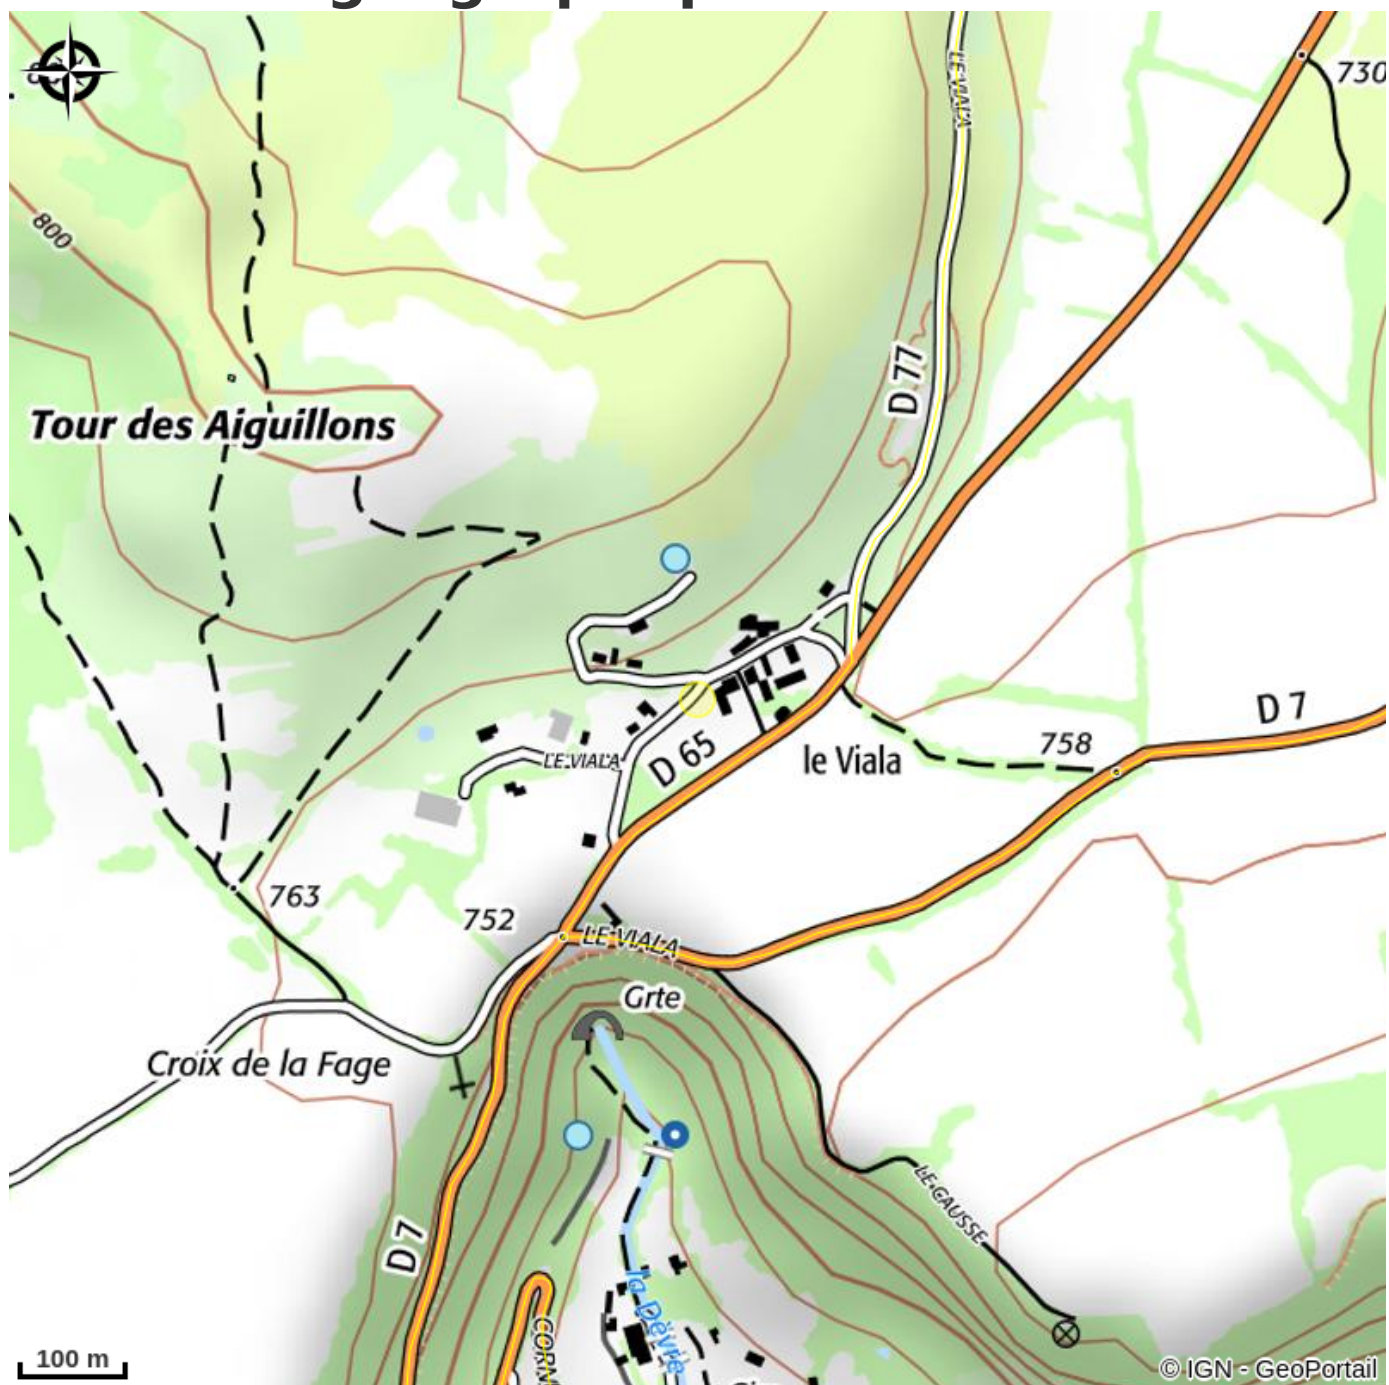 LE VIALA
730
800
D 77
Tour des Aiguillons
D 7
758
le Viala
D 65
LE VIALA
763
752
LE VIALA
Grte
Croix de la Fage
LE CAUSSE
D 7
la Dèvre
100 m
© IGN - GeoPortail